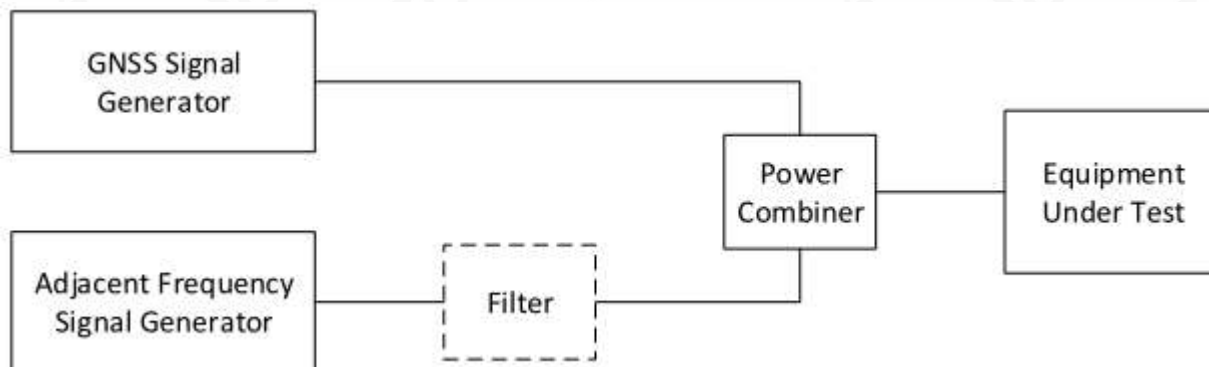 GNSS Signal
Generator
Power
Combiner
Equipment
Under Test
Adjacent Frequency
Signal Generator
Filter